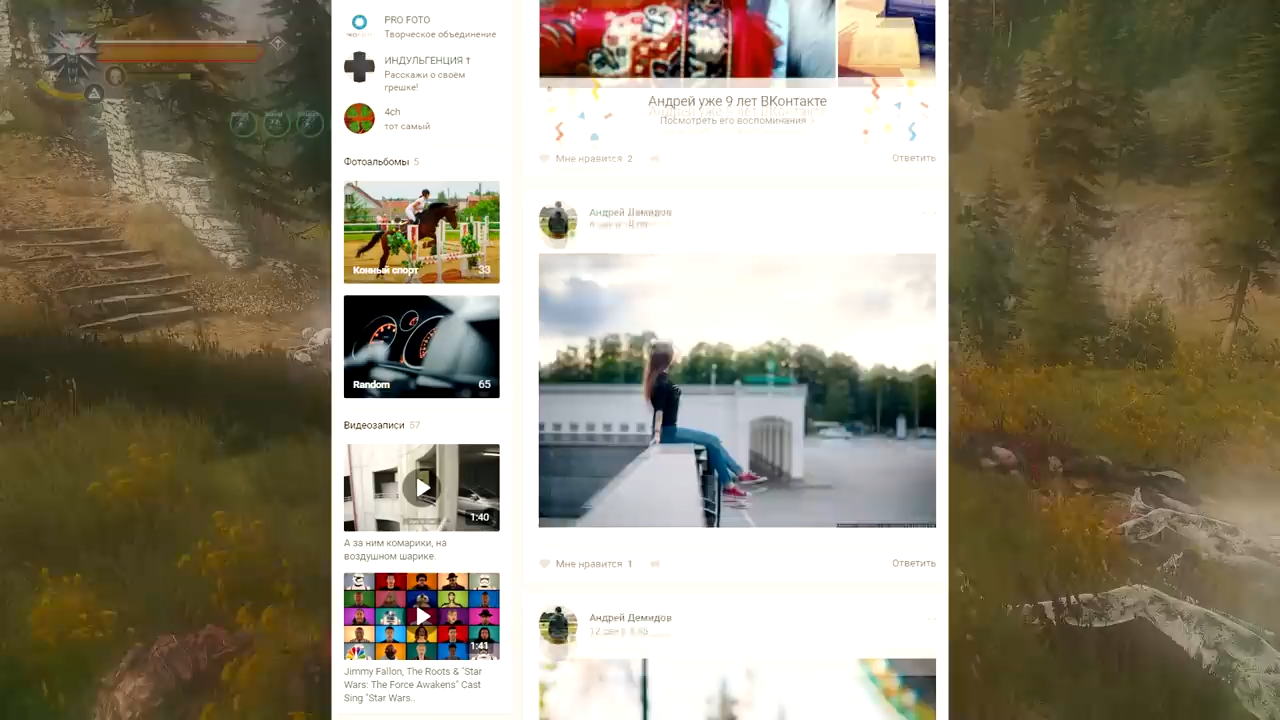 PRO FOTO
Творческое объединение
ИНДУЛЬГЕНЦИЯ †
Расскажи о своём
грешке!
4ch
тот самый
Фотоальбомы 5
Конный спорт 33
Random 65
Видеозаписи 57
1:40
А за ним комарики, на
воздушном шарике.
1:41
Jimmy Fallon, The Roots & "Star
Wars: The Force Awakens" Cast
Sing "Star Wars..
Андрей уже 9 лет ВКонтакте
Посмотреть его воспоминания
Мне нравится 2
Ответить
Андрей Демидов
Мне нравится 1
Ответить
Андрей Демидов